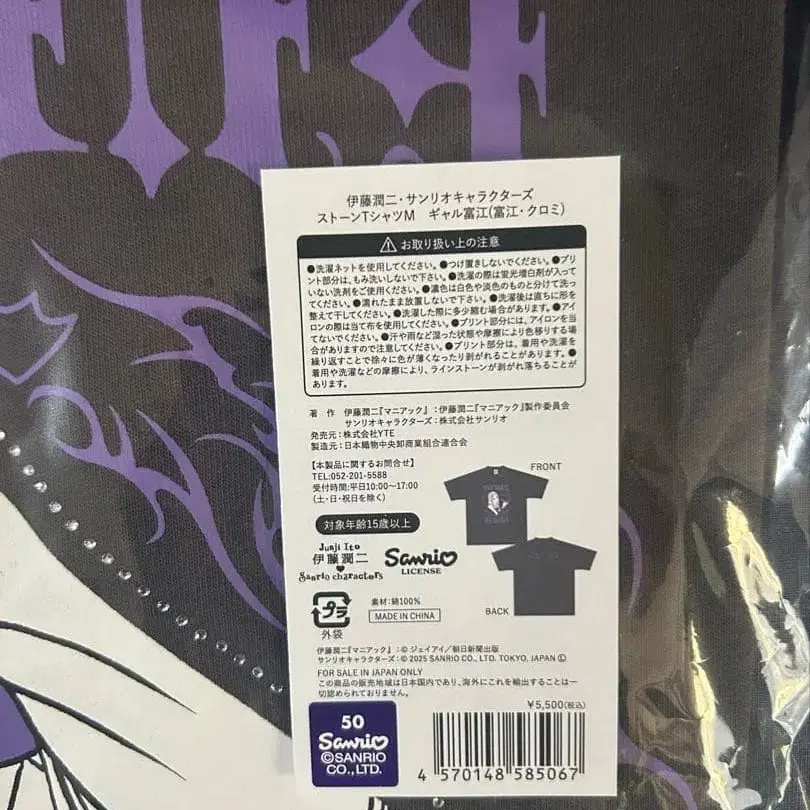 伊藤潤二・サンリオキャラクターズ
ストーンTシャツM ギャル富江(富江・クロミ)
お取り扱い上の注意
●洗濯ネットを使用してください。●つけ置きしないでください。●プリ
ント部分は、もみ洗いしないで下さい。●洗濯の際は蛍光増白剤が入って
いない洗剤をご使用ください。●濃色は白色や淡色のものと分けて洗っ
てください。●濡れたまま放置しないで下さい。●洗濯後は直ちに形を
整えて干してください。●洗濯した際に多少縮む場合があります。●アイ
ロンの際は当て布を使用してください。●プリント部分には、アイロンを当
てないでください。●汗や雨など湿った状態や摩擦により色移りする場
合がありますので注意してください。●プリント部分は、着用や洗濯を
繰り返すことで徐々に色が薄くなったり剥がれることがあります。●
着用や洗濯などの摩擦により、ラインストーンが剥がれ落ちることが
あります。
著 作 伊藤潤二『マニアック』：伊藤潤二『マニアック』製作委員会
サンリオキャラクターズ：株式会社サンリオ
発売元：株式会社YTE
製造元：日本織物中央卸商業組合連合会
【本製品に関するお問合せ】
TEL:052-201-5588
受付時間:平日10:00〜17:00
(土・日・祝日を除く)
対象年齢15歳以上
FRONT
Junji Ito
伊藤潤二
Sanrio characters
Sanrio
LICENSE
BACK
プラ
外袋
素材：綿100%
MADE IN CHINA
伊藤潤二『マニアック』：© ジェイアイ／朝日新聞出版
サンリオキャラクターズ：© 2025 SANRIO CO., LTD. TOKYO, JAPAN Ⓛ
FOR SALE IN JAPAN ONLY
この商品の販売地域は日本国内であり、海外にこれを輸出することは一
切認められておりません。
¥5,500(税込)
50
Sanrio
©SANRIO
CO., LTD.
4 570148 585067